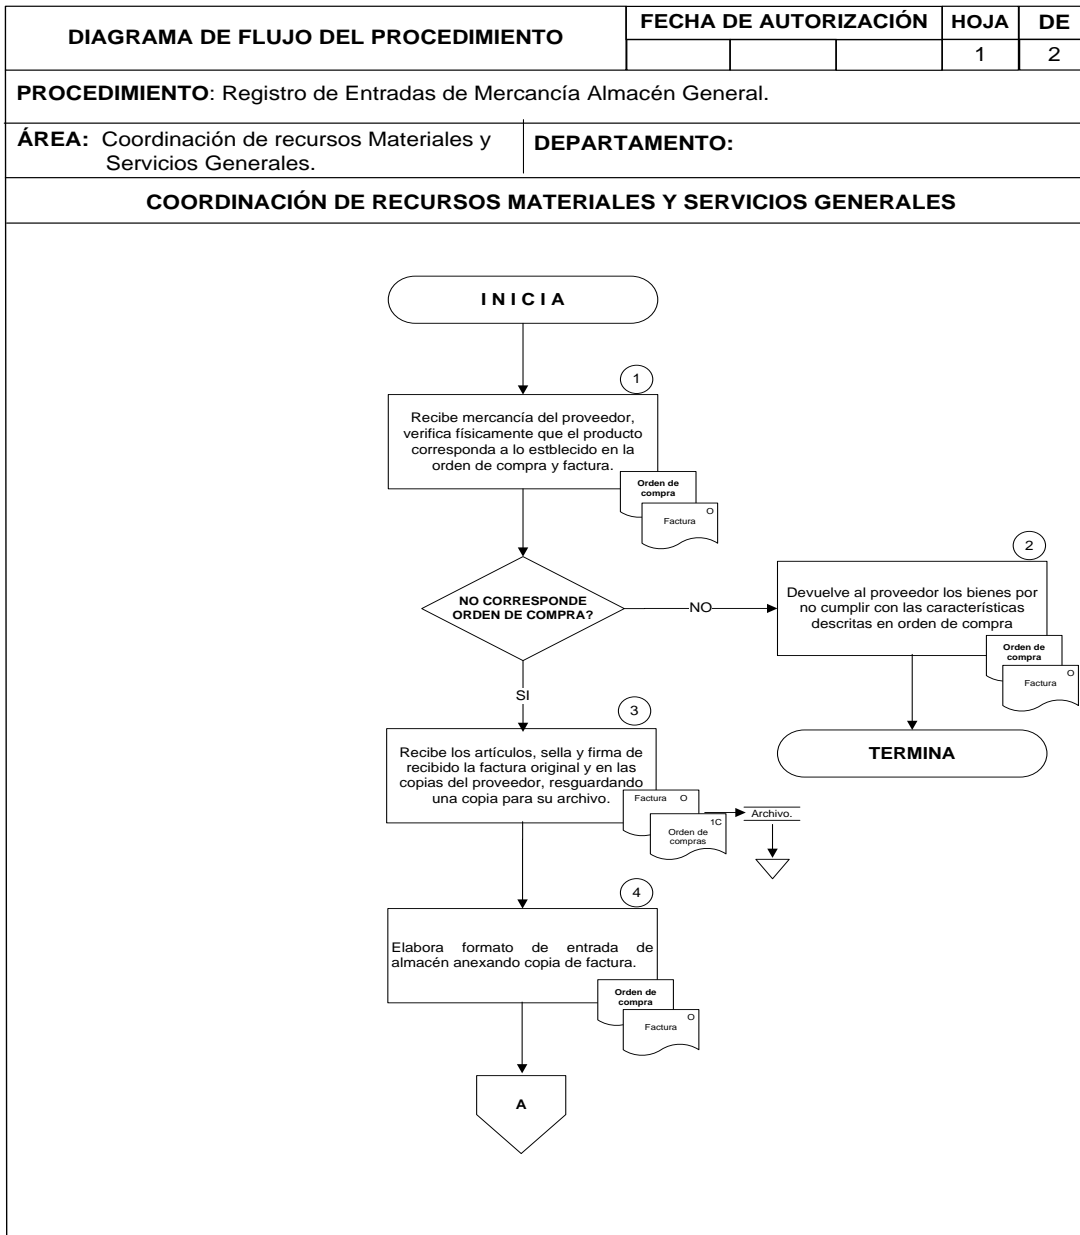 DIAGRAMA DE FLUJO DEL PROCEDIMIENTO
FECHA DE AUTORIZACIÓN
HOJA
DE
1
2
PROCEDIMIENTO: Registro de Entradas de Mercancía Almacén General.
ÁREA: Coordinación de recursos Materiales y
Servicios Generales.
DEPARTAMENTO:
COORDINACIÓN DE RECURSOS MATERIALES Y SERVICIOS GENERALES
I N I C I A
1
Recibe mercancía del proveedor,
verifica físicamente que el producto
corresponda a lo estblecido en la
orden de compra y factura.
Orden de
compra
O
Factura
NO CORRESPONDE
ORDEN DE COMPRA?
NO
2
Devuelve al proveedor los bienes por
no cumplir con las características
descritas en orden de compra
Orden de
compra
O
Factura
TERMINA
SI
3
Recibe los artículos, sella y firma de
recibido la factura original y en las
copias del proveedor, resguardando
una copia para su archivo.
Factura O
1C
Orden de
compras
Archivo.
4
Elabora formato de entrada de
almacén anexando copia de factura.
Orden de
compra
O
Factura
A